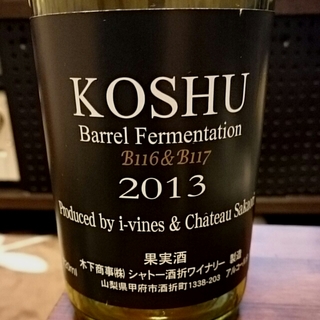 KOSHU
Barrel Fermentation
B116&B117
2013
Produced by i-vines & Château
果実酒
木下商事㈱ シャトー酒折ワイナリー 製造
山梨県甲府市酒折町1338-203